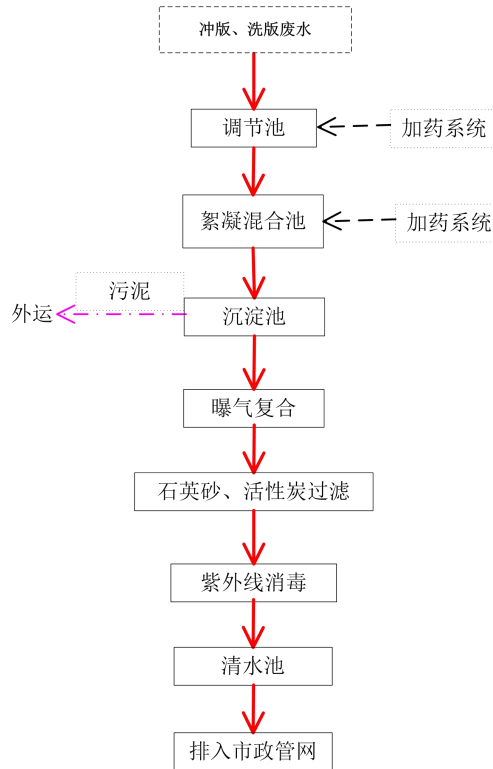 冲版、洗版废水
调节池
加药系统
絮凝混合池
加药系统
污泥
外运
沉淀池
曝气复合
石英砂、活性炭过滤
紫外线消毒
清水池
排入市政管网